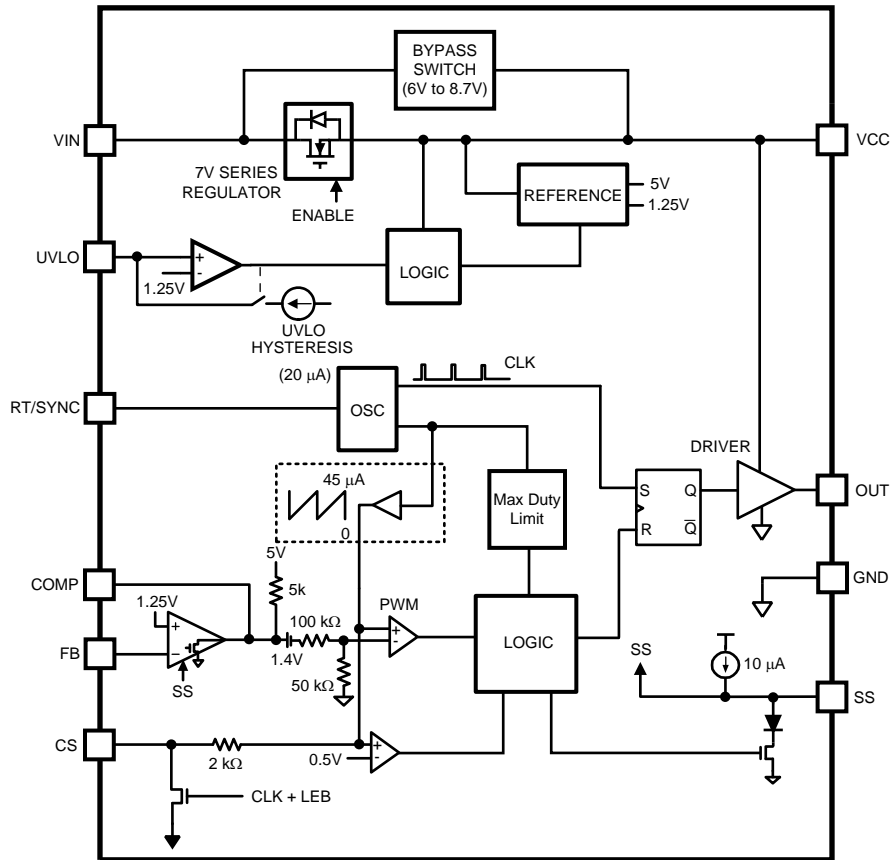 BYPASS
SWITCH
(6V to 8.7V)
VIN
VCC
7V SERIES
REGULATOR
ENABLE
REFERENCE
5V
1.25V
UVLO
+
-
1.25V
LOGIC
UVLO
HYSTERESIS
(20 μA)
CLK
RT/SYNC
OSC
DRIVER
45 μA
0
Max Duty
Limit
S
Q
R
Q̅
OUT
5V
5k
COMP
GND
1.25V
+
-
100 kΩ
PWM
+
-
LOGIC
FB
SS
1.4V
50 kΩ
SS
10 μA
SS
CS
2 kΩ
0.5V
+
-
CLK + LEB